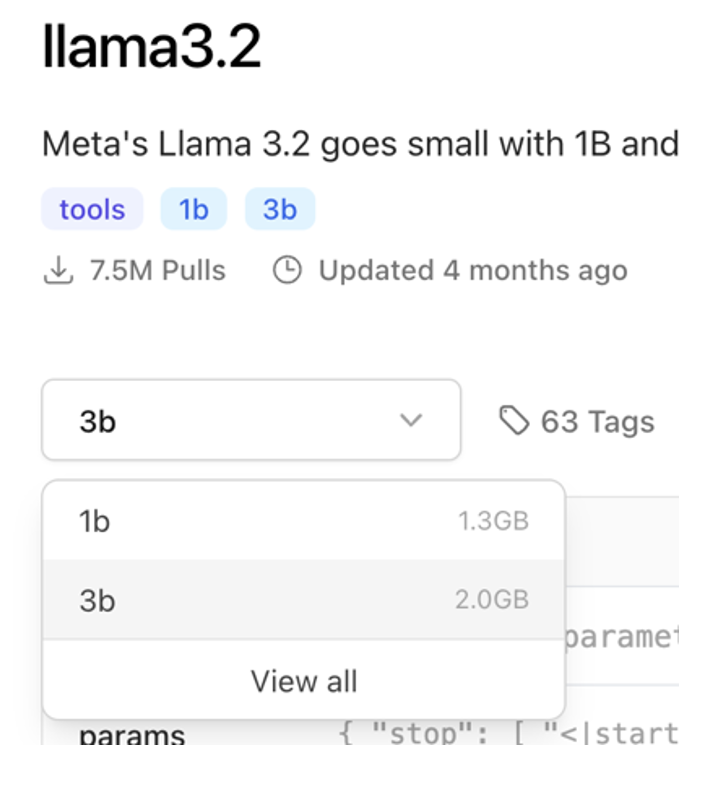 llama3.2
Meta's Llama 3.2 goes small with 1B and
tools 1b 3b
7.5M Pulls Updated 4 months ago
3b 63 Tags
1b 1.3GB
3b 2.0GB
View all
params { "stop": [ "<|start